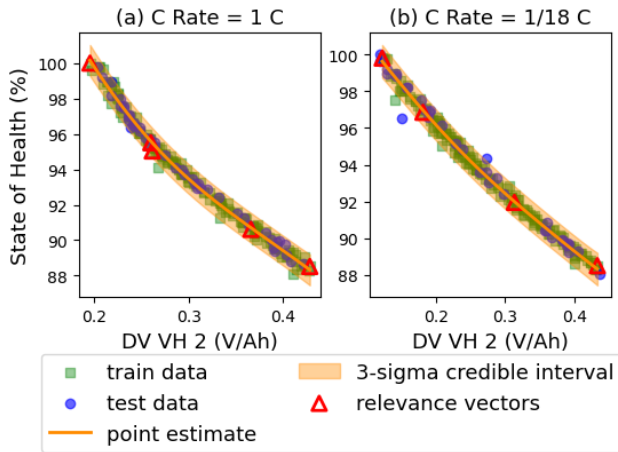 (a) C Rate = 1 C
(b) C Rate = 1/18 C
State of Health (%)
100
98
96
94
92
90
88
0.2
0.3
0.4
DV VH 2 (V/Ah)
100
98
96
94
92
90
88
0.2
0.3
0.4
DV VH 2 (V/Ah)
train data
test data
point estimate
3-sigma credible interval
relevance vectors